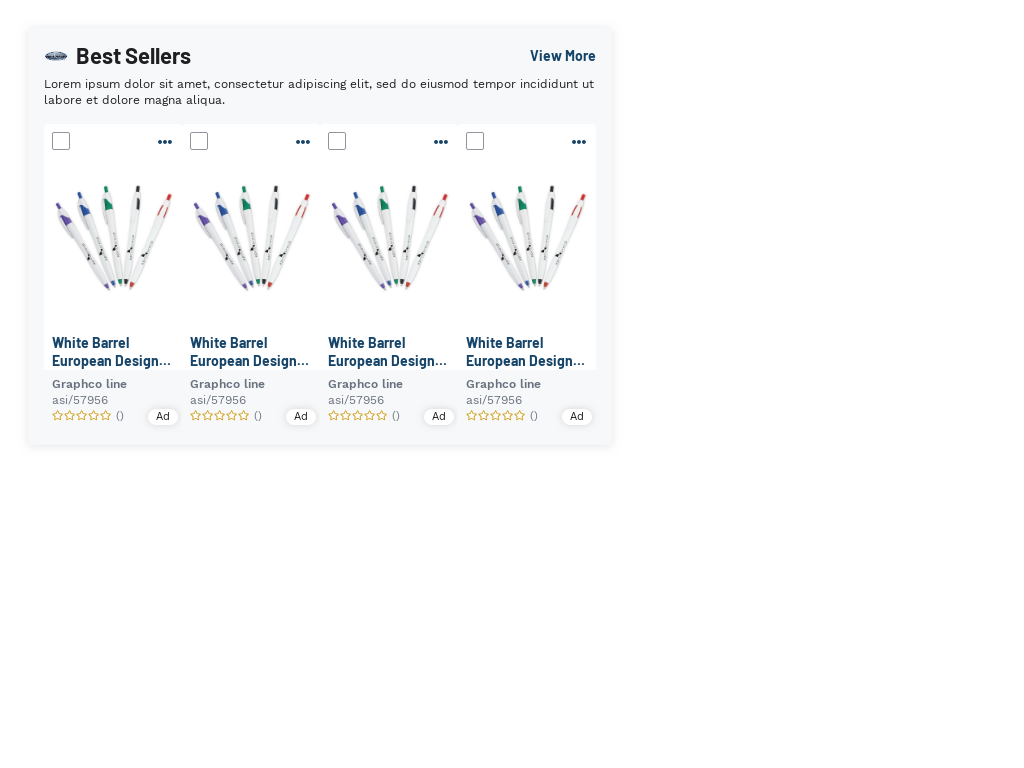 Best Sellers
View More
Lorem ipsum dolor sit amet, consectetur adipiscing elit, sed do eiusmod tempor incididunt ut
labore et dolore magna aliqua.
White Barrel European Design...
White Barrel European Design...
White Barrel European Design...
White Barrel European Design...
Graphco line
Graphco line
Graphco line
Graphco line
asi/57956
asi/57956
asi/57956
asi/57956
() Ad
() Ad
() Ad
() Ad